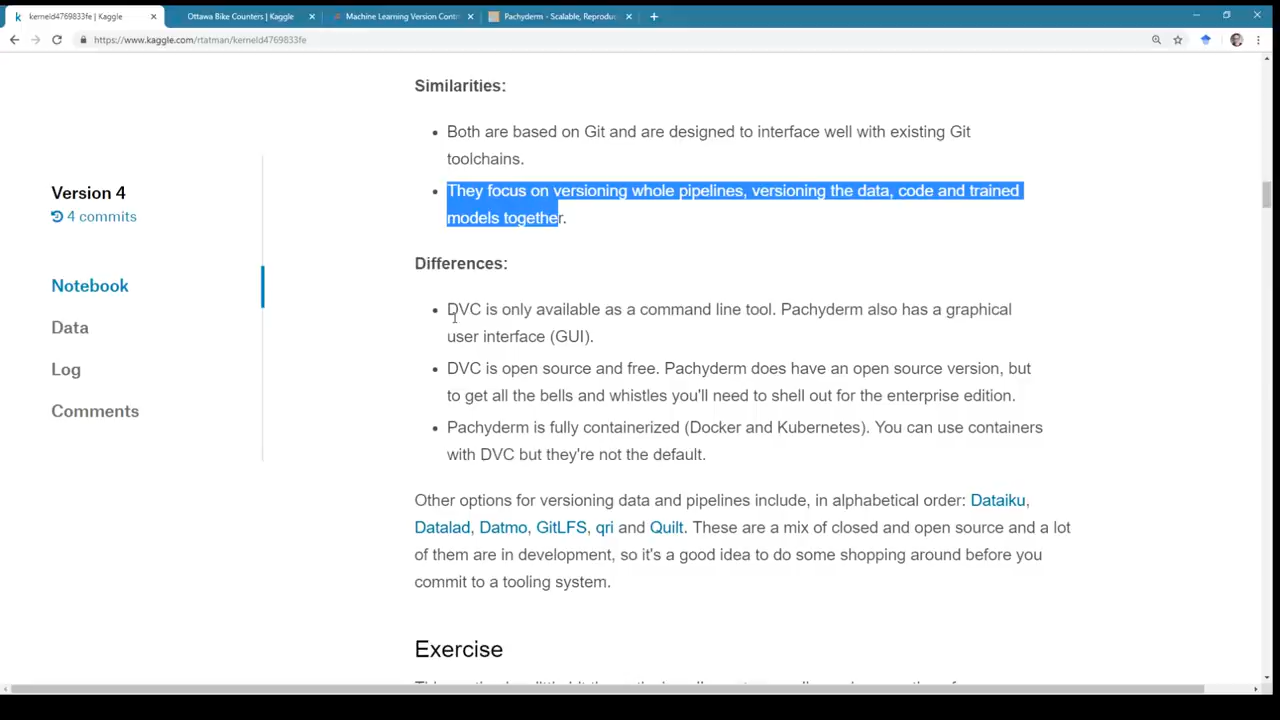 kerneld4769833fe | Kaggle
Ottawa Bike Counters | Kaggle
Machine Learning Version Contr
Pachyderm - Scalable, Reproduc
https://www.kaggle.com/rtatman/kerneld4769833fe
Version 4
4 commits
Notebook
Data
Log
Comments
Similarities:
Both are based on Git and are designed to interface well with existing Git
toolchains.
They focus on versioning whole pipelines, versioning the data, code and trained
models together.
Differences:
DVC is only available as a command line tool. Pachyderm also has a graphical
user interface (GUI).
DVC is open source and free. Pachyderm does have an open source version, but
to get all the bells and whistles you'll need to shell out for the enterprise edition.
Pachyderm is fully containerized (Docker and Kubernetes). You can use containers
with DVC but they're not the default.
Other options for versioning data and pipelines include, in alphabetical order: Dataiku,
Datalad, Datmo, GitLFS, qri and Quilt. These are a mix of closed and open source and a lot
of them are in development, so it's a good idea to do some shopping around before you
commit to a tooling system.
Exercise